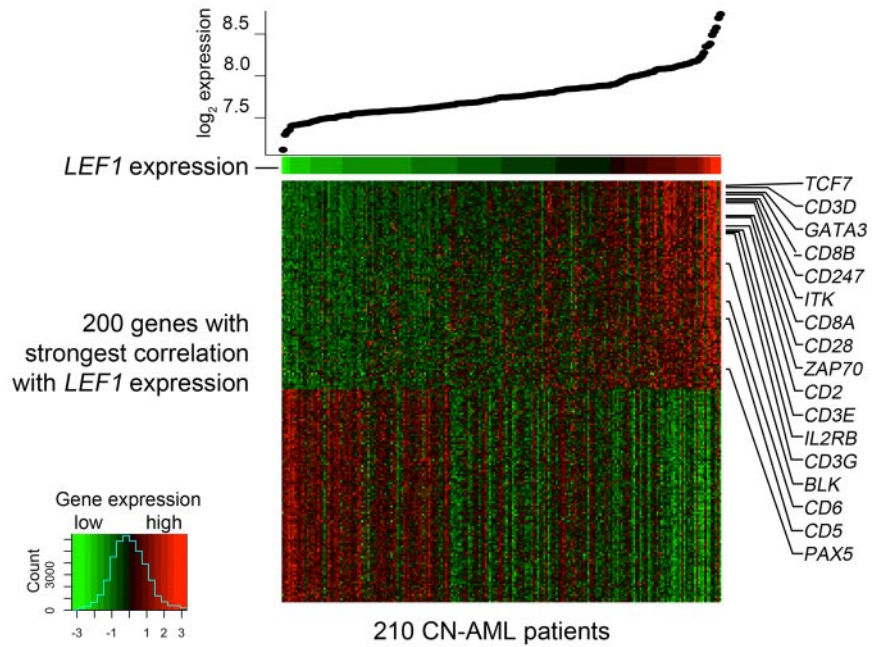 8.5
8.0
7.5
log2 expression
LEF1 expression
200 genes with
strongest correlation
with LEF1 expression
TCF7
CD3D
GATA3
CD8B
CD247
ITK
CD8A
CD28
ZAP70
CD2
CD3E
IL2RB
CD3G
BLK
CD6
CD5
PAX5
Gene expression
low high
Count
0 3000
-3 -1 1 2 3
210 CN-AML patients